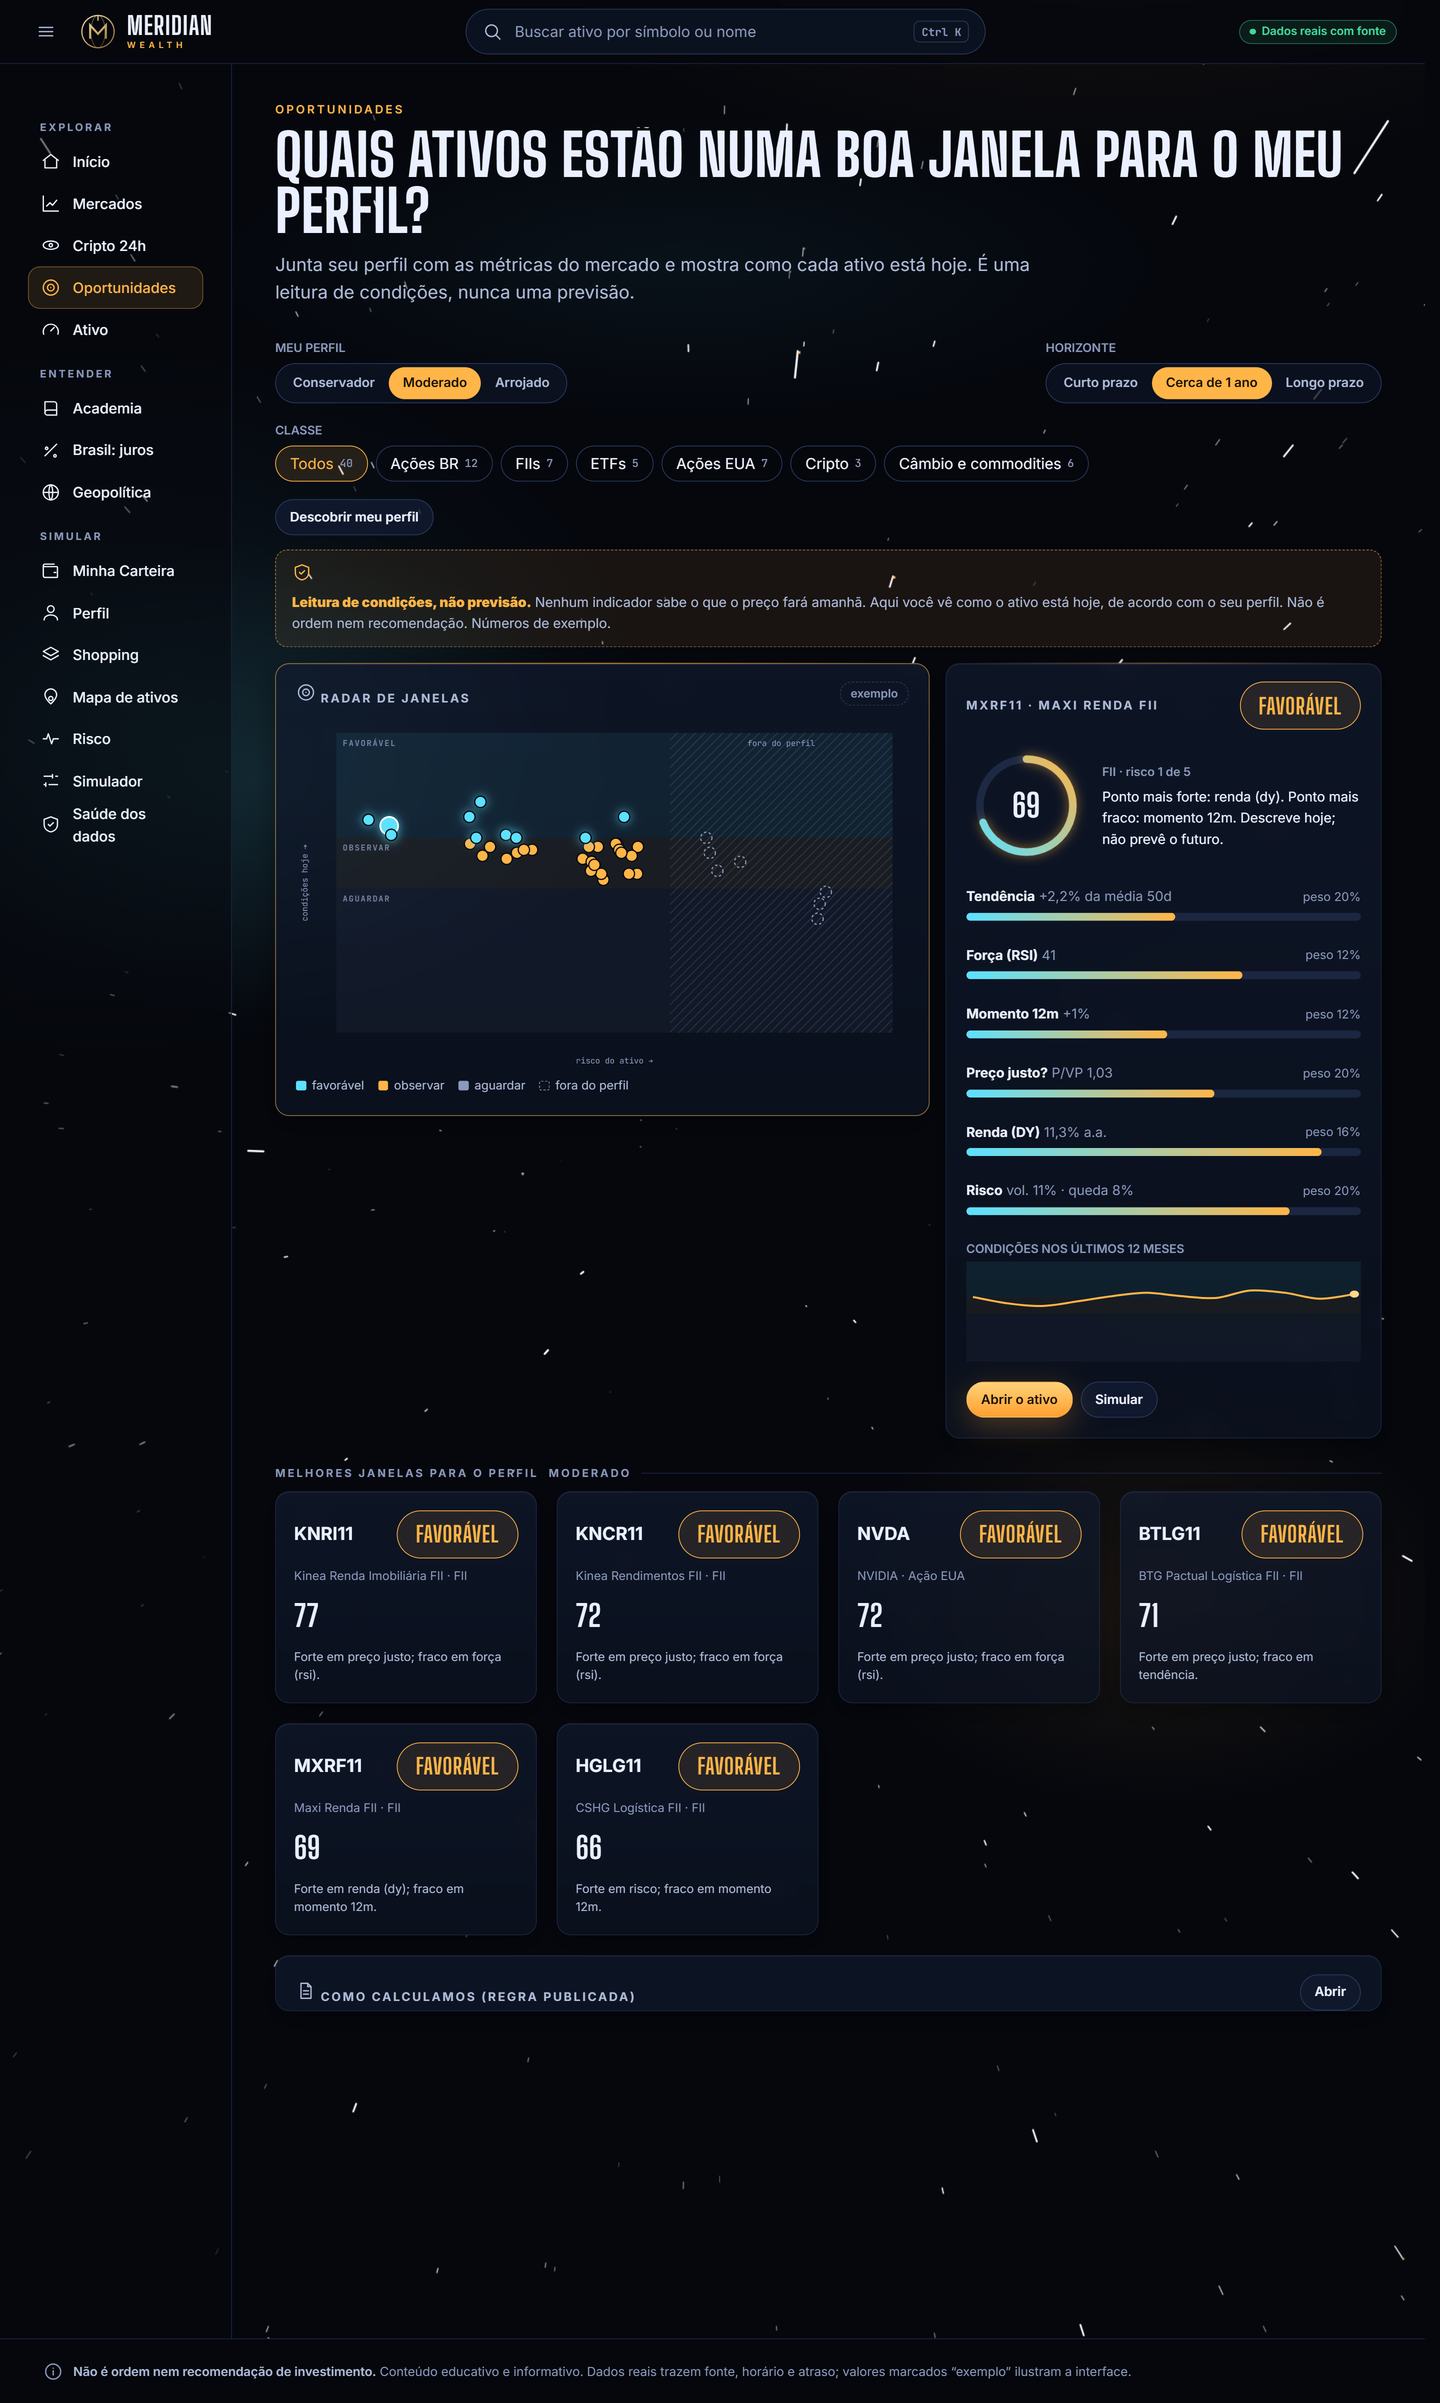 MERIDIAN
WEALTH
Buscar ativo por símbolo ou nome
Ctrl K
Dados reais com fonte
EXPLORAR
Início
Mercados
Cripto 24h
Oportunidades
Ativo
ENTENDER
Academia
Brasil: juros
Geopolítica
SIMULAR
Minha Carteira
Perfil
Shopping
Mapa de ativos
Risco
Simulador
Saúde dos
dados
OPORTUNIDADES
QUAIS ATIVOS ESTÃO NUMA BOA JANELA PARA O MEU
PERFIL?
Junta seu perfil com as métricas do mercado e mostra como cada ativo está hoje. É uma
leitura de condições, nunca uma previsão.
MEU PERFIL
Conservador Moderado Arrojado
HORIZONTE
Curto prazo Cerca de 1 ano Longo prazo
CLASSE
Todos 40 Ações BR 12 FIIs 7 ETFs 5 Ações EUA 7 Cripto 3 Câmbio e commodities 6
Descobrir meu perfil
Leitura de condições, não previsão. Nenhum indicador sabe o que o preço fará amanhã. Aqui você vê como o ativo está hoje, de acordo com o seu perfil. Não é
ordem nem recomendação. Números de exemplo.
RADAR DE JANELAS
exemplo
FAVORÁVEL
fora do perfil
OBSERVAR
AGUARDAR
condições hoje →
risco do ativo →
favorável observar aguardar fora do perfil
MXRF11 · MAXI RENDA FII
FAVORÁVEL
69
FII · risco 1 de 5
Ponto mais forte: renda (dy). Ponto mais
fraco: momento 12m. Descreve hoje;
não prevê o futuro.
Tendência +2,2% da média 50d peso 20%
Força (RSI) 41 peso 12%
Momento 12m +1% peso 12%
Preço justo? P/VP 1,03 peso 20%
Renda (DY) 11,3% a.a. peso 16%
Risco vol. 11% · queda 8% peso 20%
CONDIÇÕES NOS ÚLTIMOS 12 MESES
Abrir o ativo Simular
MELHORES JANELAS PARA O PERFIL MODERADO
KNRI11 FAVORÁVEL
Kinea Renda Imobiliária FII · FII
77
Forte em preço justo; fraco em força
(rsi).
KNCR11 FAVORÁVEL
Kinea Rendimentos FII · FII
72
Forte em preço justo; fraco em força
(rsi).
NVDA FAVORÁVEL
NVIDIA · Ação EUA
72
Forte em preço justo; fraco em força
(rsi).
BTLG11 FAVORÁVEL
BTG Pactual Logística FII · FII
71
Forte em preço justo; fraco em
tendência.
MXRF11 FAVORÁVEL
Maxi Renda FII · FII
69
Forte em renda (dy); fraco em
momento 12m.
HGLG11 FAVORÁVEL
CSHG Logística FII · FII
66
Forte em risco; fraco em momento
12m.
COMO CALCULAMOS (REGRA PUBLICADA)
Abrir
Não é ordem nem recomendação de investimento. Conteúdo educativo e informativo. Dados reais trazem fonte, horário e atraso; valores marcados “exemplo” ilustram a interface.